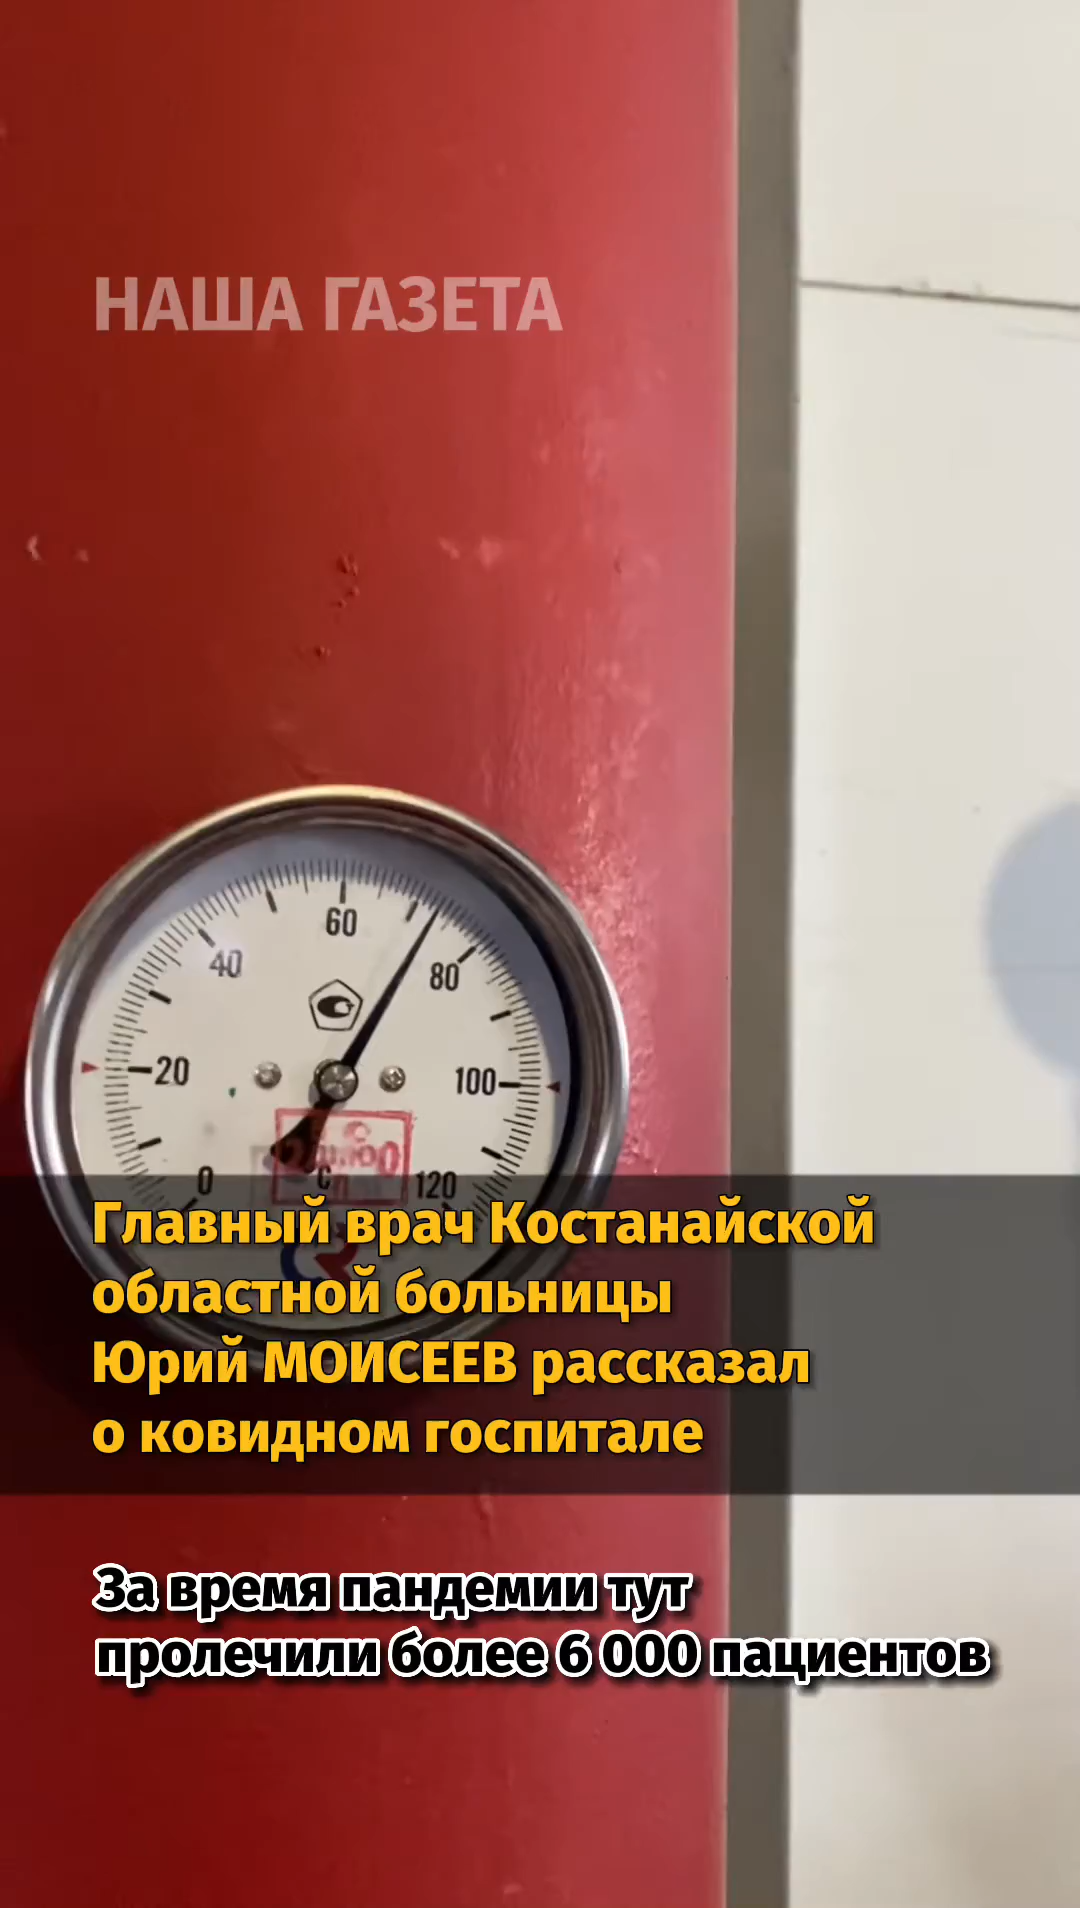 НАША ГАЗЕТА
60
40
80
20
100
0
°C
120
Главный врач Костанайской
областной больницы
Юрий МОИСЕЕВ рассказал
о ковидном госпитале
За время пандемии тут
пролечили более 6 000 пациентов